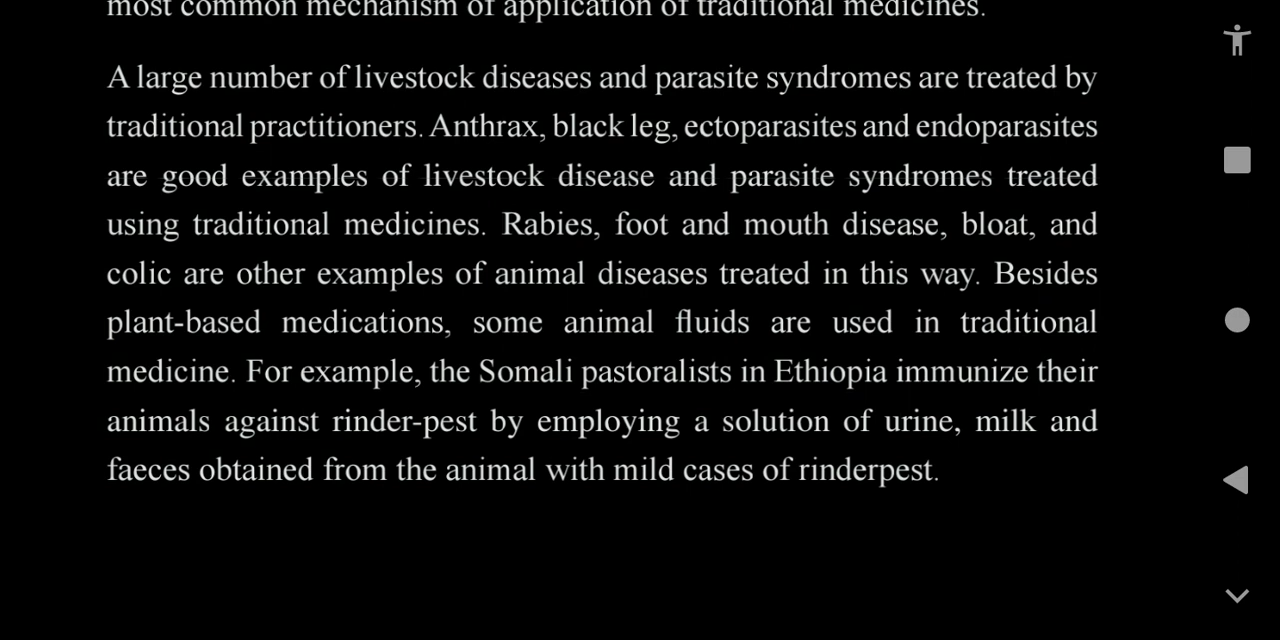 most common mechanism of application of traditional medicines.
A large number of livestock diseases and parasite syndromes are treated by
traditional practitioners. Anthrax, black leg, ectoparasites and endoparasites
are good examples of livestock disease and parasite syndromes treated
using traditional medicines. Rabies, foot and mouth disease, bloat, and
colic are other examples of animal diseases treated in this way. Besides
plant-based medications, some animal fluids are used in traditional
medicine. For example, the Somali pastoralists in Ethiopia immunize their
animals against rinder-pest by employing a solution of urine, milk and
faeces obtained from the animal with mild cases of rinderpest.